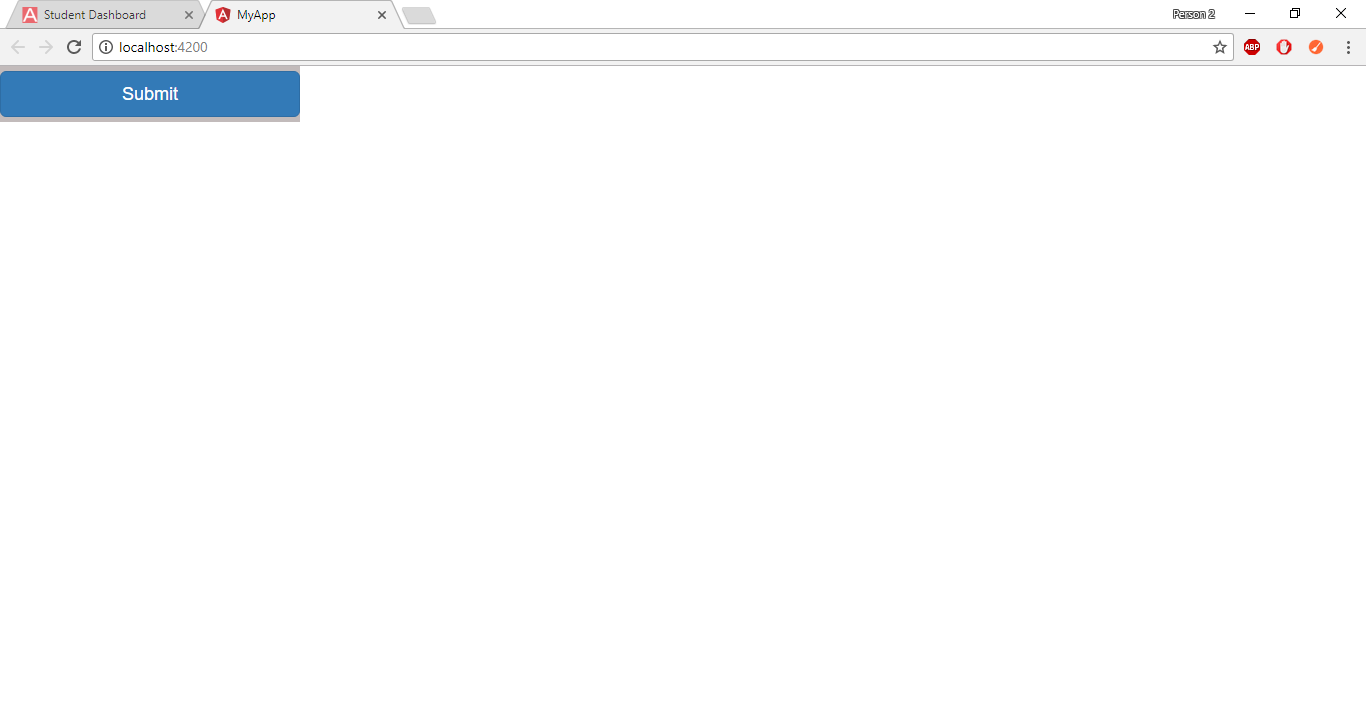 Student Dashboard
MyApp
Person 2
localhost:4200
ABP
Submit